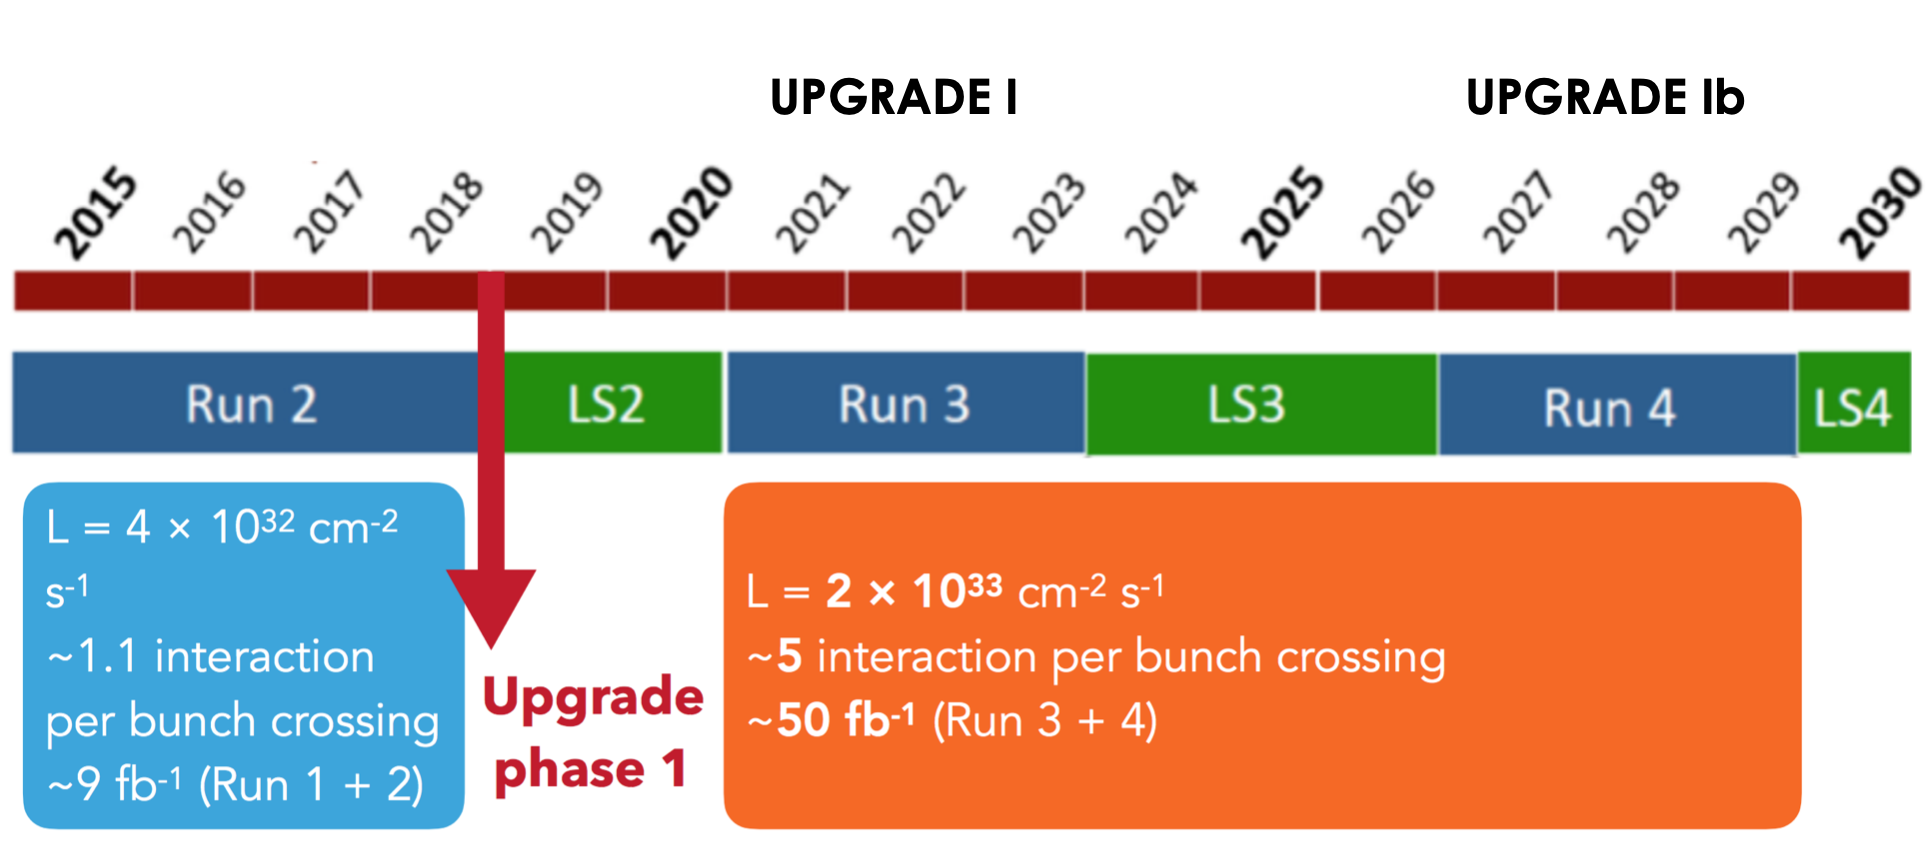 UPGRADE I UPGRADE Ib
2015 2016 2017 2018 2019 2020 2021 2022 2023 2024 2025 2026 2027 2028 2029 2030
Run 2 LS2 Run 3 LS3 Run 4 LS4
L = 4 × 10³² cm⁻²
s⁻¹
~1.1 interaction
per bunch crossing
~9 fb⁻¹ (Run 1 + 2)
Upgrade
phase 1
L = 2 × 10³³ cm⁻² s⁻¹
~5 interaction per bunch crossing
~50 fb⁻¹ (Run 3 + 4)